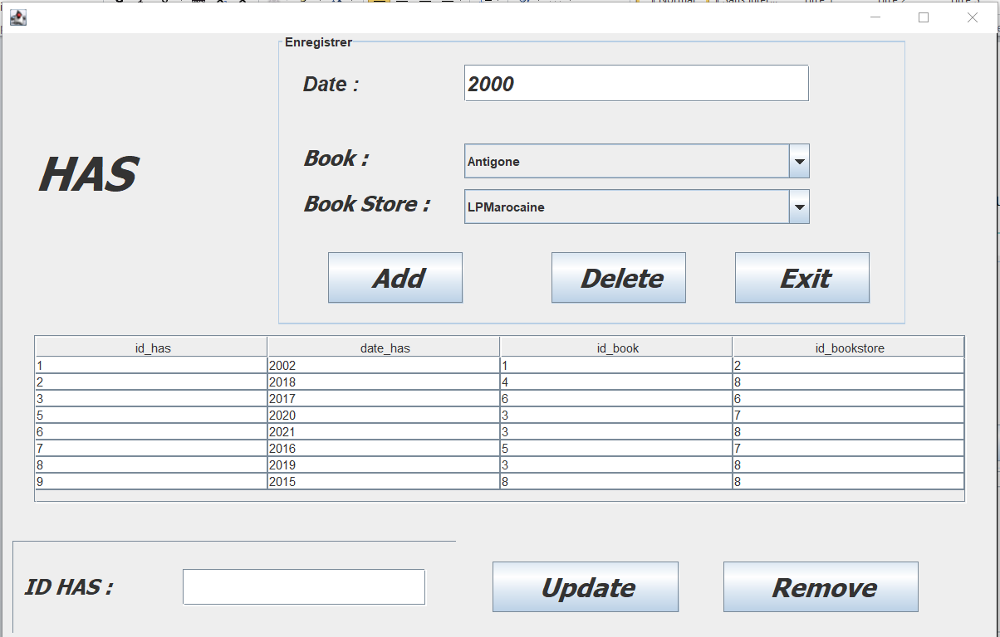 Enregistrer
Date : 2000
HAS
Book : Antigone
Book Store : LPMarocaine
Add Delete Exit
id_has date_has id_book id_bookstore
1 2002 1 2
2 2018 4 8
3 2017 6 6
5 2020 3 7
6 2021 3 8
7 2016 5 7
8 2019 3 8
9 2015 8 8
ID HAS : Update Remove